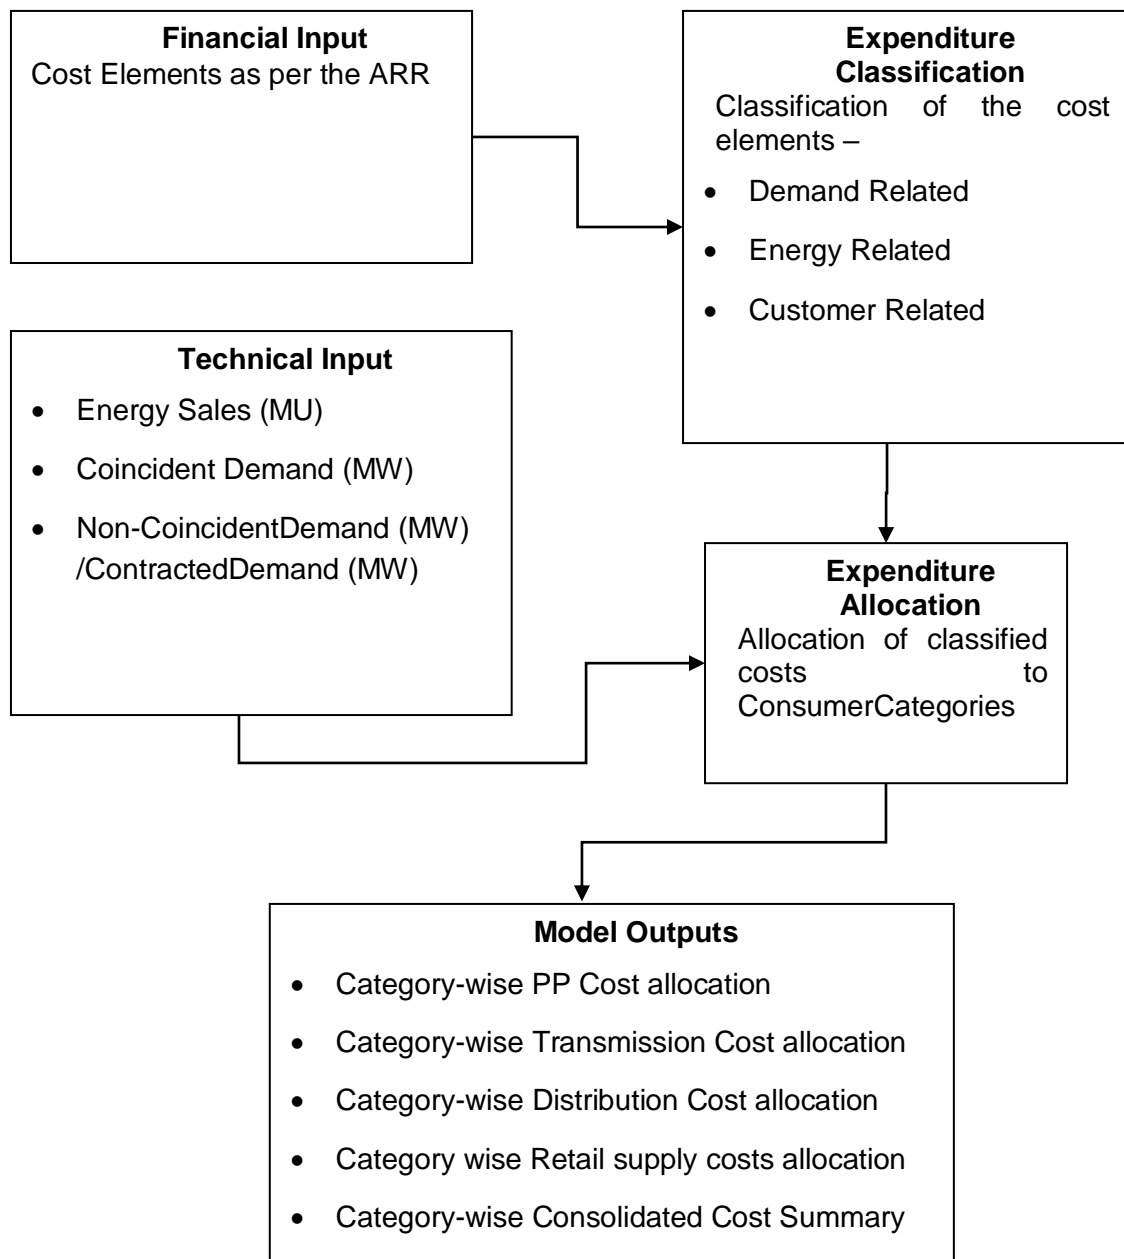 Financial Input
Cost Elements as per the ARR
Expenditure
Classification
Classification of the cost
elements –
• Demand Related
• Energy Related
• Customer Related
Technical Input
• Energy Sales (MU)
• Coincident Demand (MW)
• Non-CoincidentDemand (MW)
/ContractedDemand (MW)
Expenditure
Allocation
Allocation of classified
costs to
ConsumerCategories
Model Outputs
• Category-wise PP Cost allocation
• Category-wise Transmission Cost allocation
• Category-wise Distribution Cost allocation
• Category wise Retail supply costs allocation
• Category-wise Consolidated Cost Summary